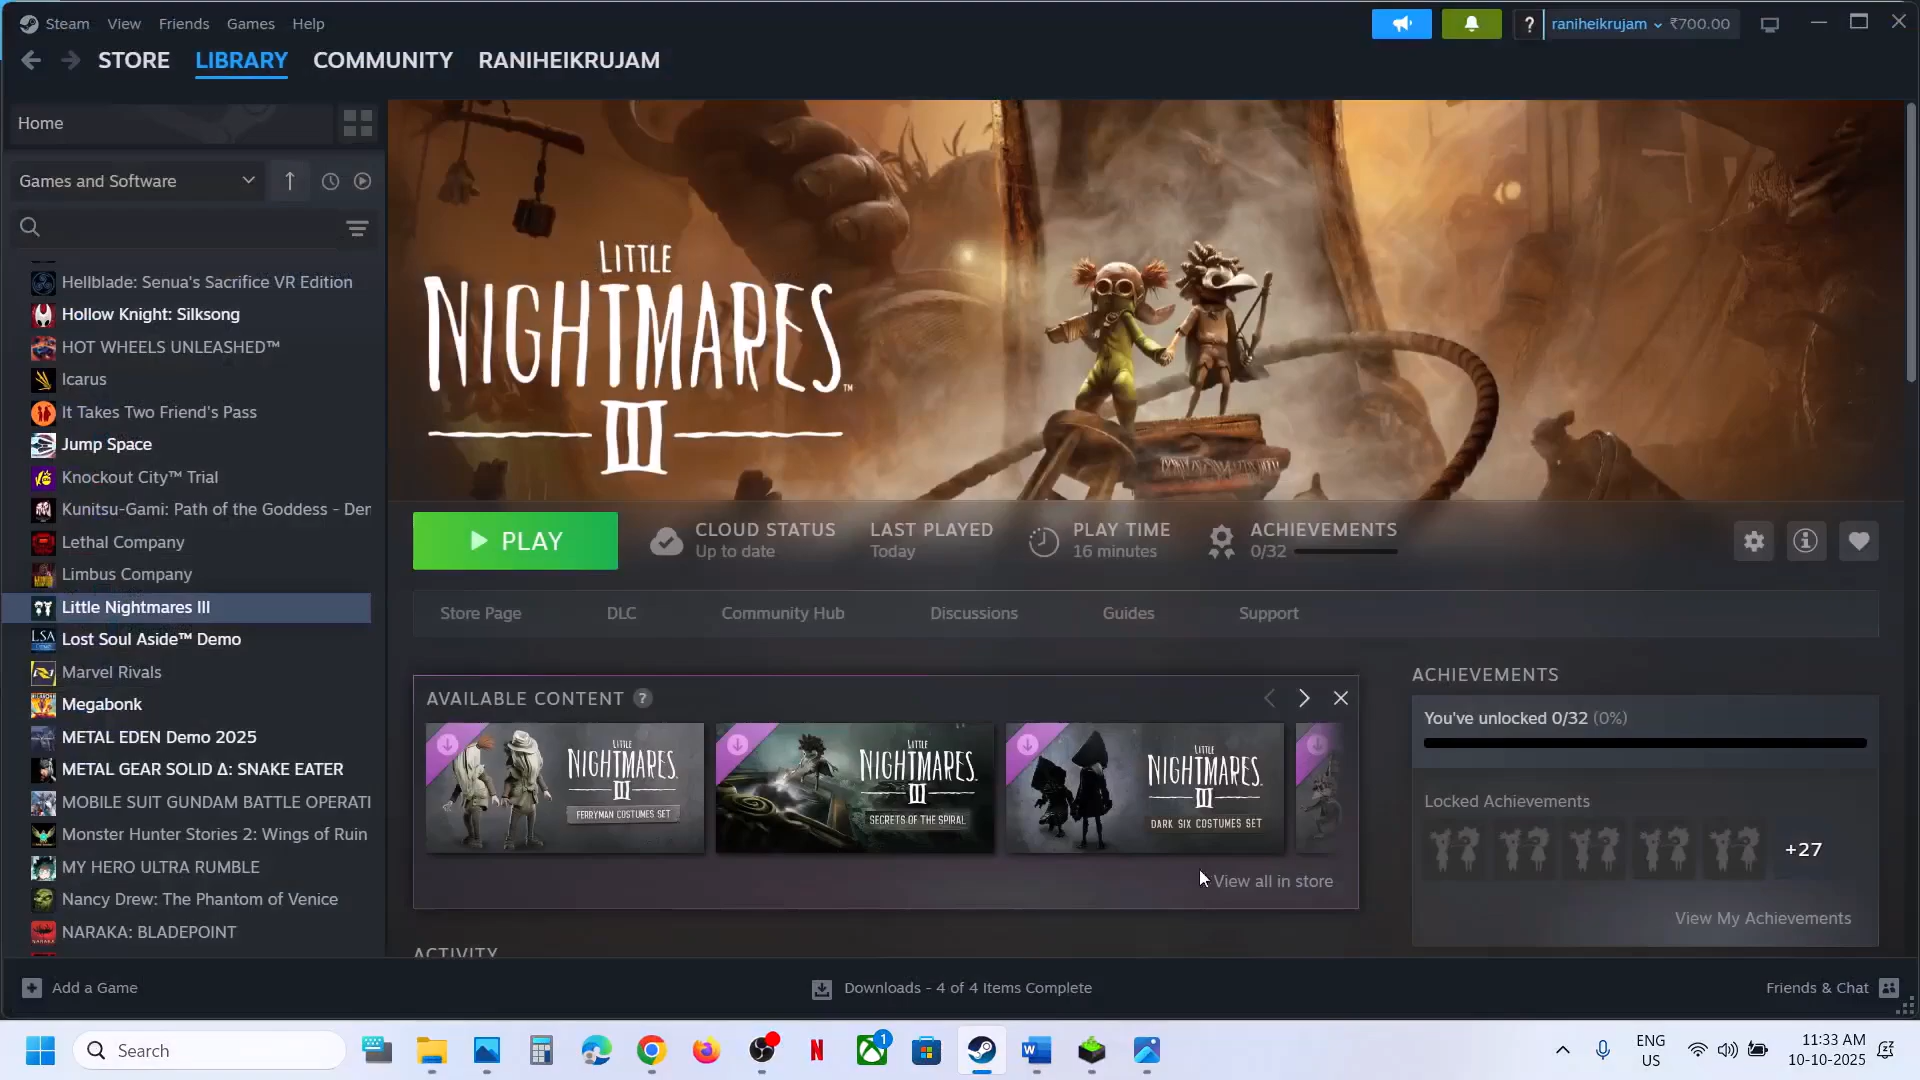 Steam View Friends Games Help
? raniheikrujam ₹700.00
STORE LIBRARY COMMUNITY RANIHEIKRUJAM
Home
Games and Software
Hellblade: Senua's Sacrifice VR Edition
Hollow Knight: Silksong
HOT WHEELS UNLEASHED™
Icarus
It Takes Two Friend's Pass
Jump Space
Knockout City™ Trial
Kunitsu-Gami: Path of the Goddess - Der
Lethal Company
Limbus Company
Little Nightmares III
Lost Soul Aside™ Demo
Marvel Rivals
Megabonk
METAL EDEN Demo 2025
METAL GEAR SOLID Δ: SNAKE EATER
MOBILE SUIT GUNDAM BATTLE OPERATI
Monster Hunter Stories 2: Wings of Ruin
MY HERO ULTRA RUMBLE
Nancy Drew: The Phantom of Venice
NARAKA: BLADEPOINT
LITTLE
NIGHTMARES™
III
PLAY
CLOUD STATUS
Up to date
LAST PLAYED
Today
PLAY TIME
16 minutes
ACHIEVEMENTS
0/32
Store Page DLC Community Hub Discussions Guides Support
AVAILABLE CONTENT ?
LITTLE
NIGHTMARES
III
FERRYMAN COSTUMES SET
LITTLE
NIGHTMARES
III
SECRETS OF THE SPIRAL
LITTLE
NIGHTMARES
III
DARK SIX COSTUMES SET
View all in store
ACTIVITY
ACHIEVEMENTS
You've unlocked 0/32 (0%)
Locked Achievements
+27
View My Achievements
Add a Game
Downloads - 4 of 4 Items Complete
Friends & Chat
Search
1
ENG
US
11:33 AM
10-10-2025